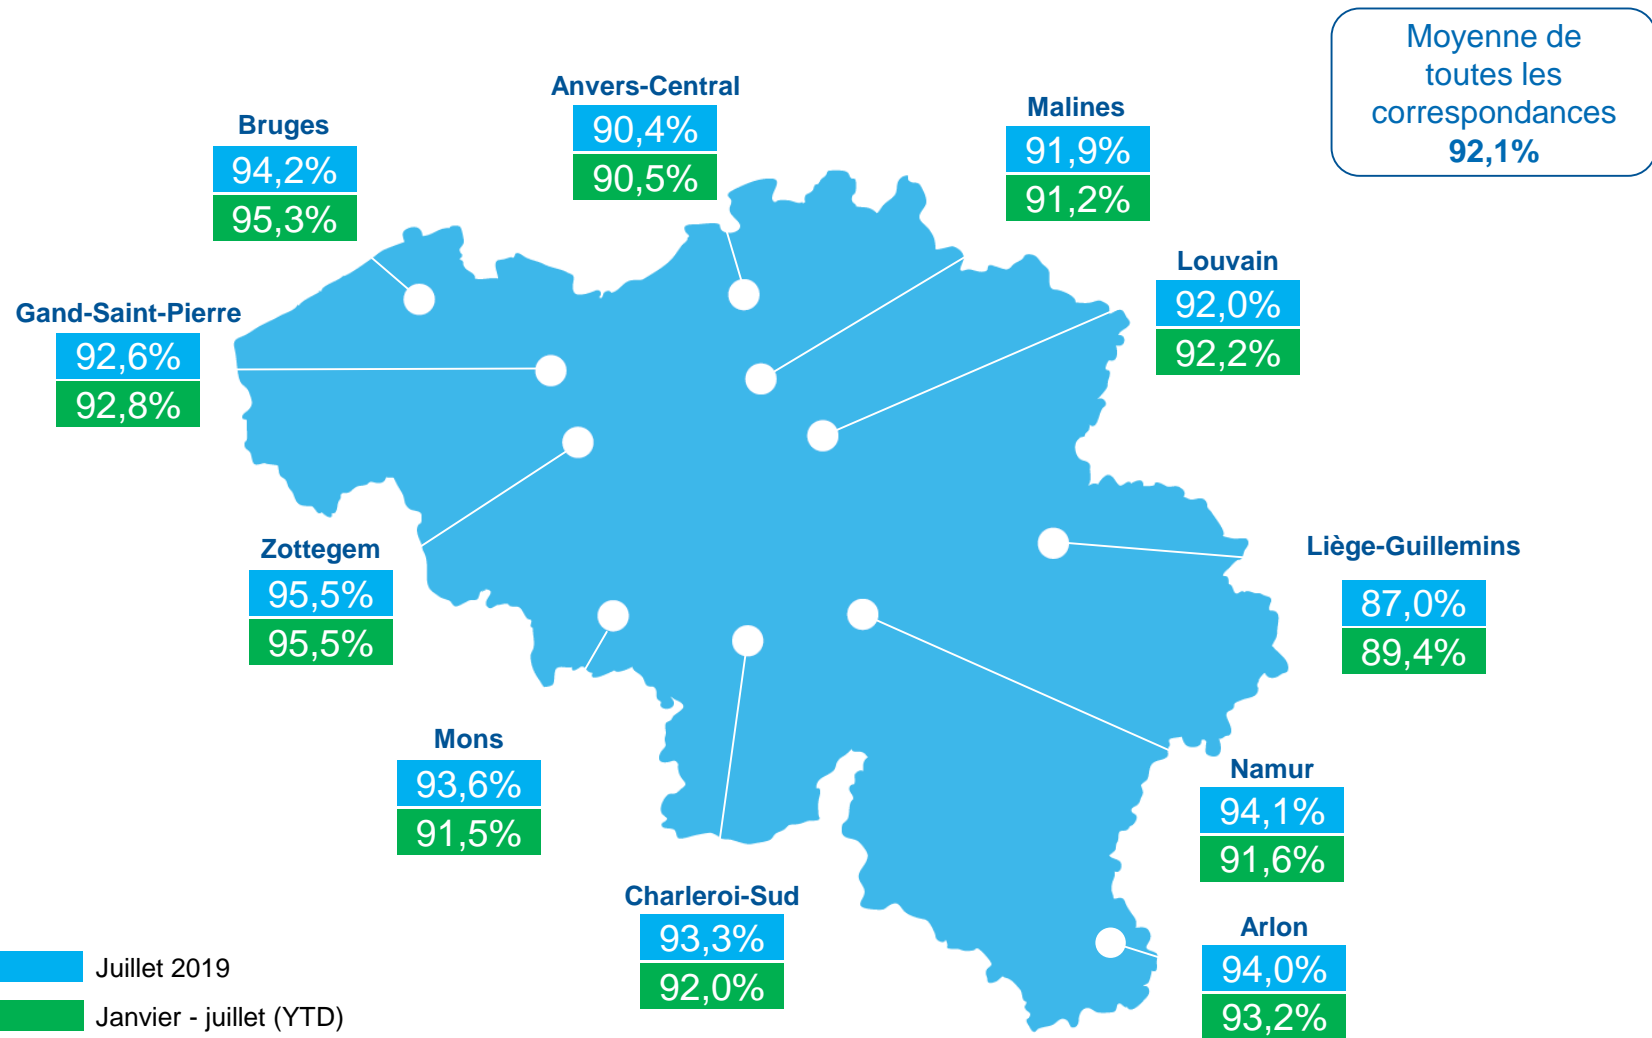 Moyenne de
toutes les
correspondances
92,1%
Anvers-Central
90,4%
90,5%
Malines
91,9%
91,2%
Bruges
94,2%
95,3%
Louvain
92,0%
92,2%
Gand-Saint-Pierre
92,6%
92,8%
Zottegem
95,5%
95,5%
Liège-Guillemins
87,0%
89,4%
Mons
93,6%
91,5%
Namur
94,1%
91,6%
Charleroi-Sud
93,3%
92,0%
Arlon
94,0%
93,2%
Juillet 2019
Janvier - juillet (YTD)